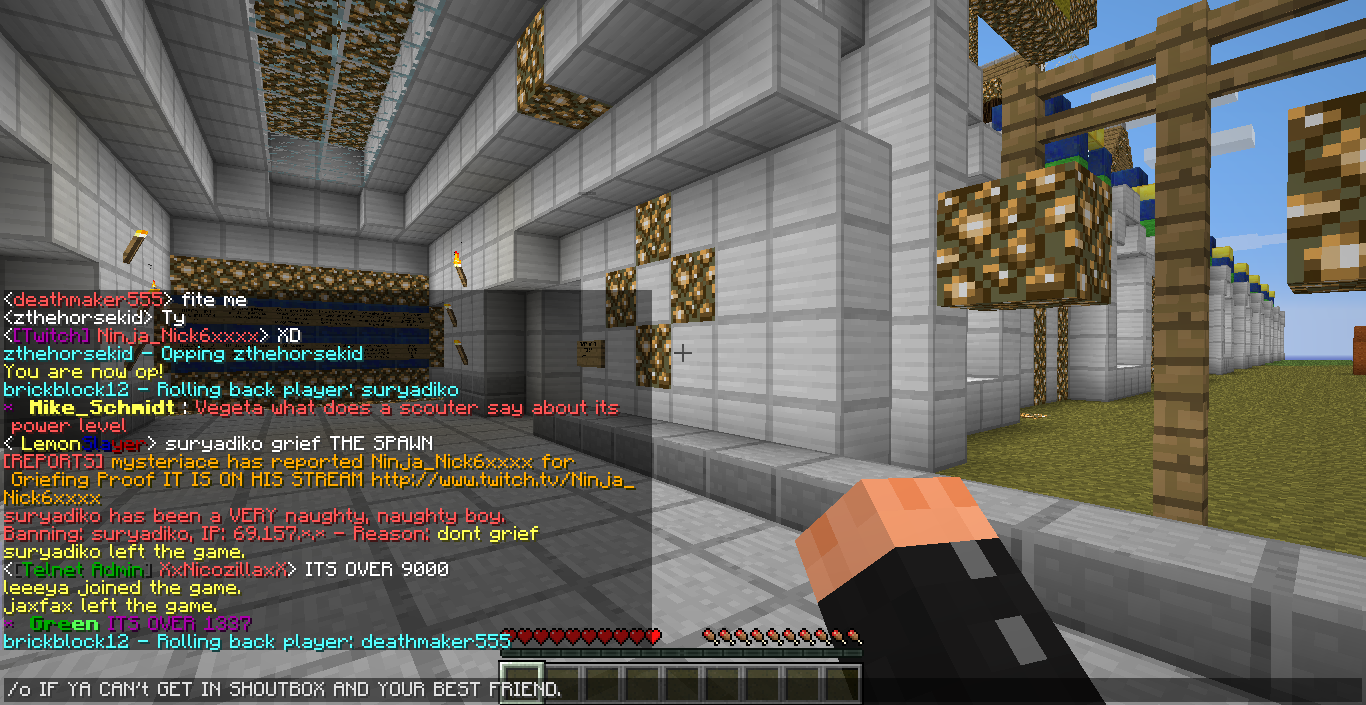 <deathmaker555> fite me
<zthehorsekid> Ty
<[Twitch] Ninja_Nick6xxxx> XD
zthehorsekid - Opping zthehorsekid
You are now op!
brickblock12 - Rolling back player: suryadiko
* Mike_Schmidt : Vegeta what does a scouter say about its
power level
< LemonSlayer> suryadiko grief THE SPAWN
[REPORTS] mysteriace has reported Ninja_Nick6xxxx for
Griefing Proof IT IS ON HIS STREAM http://www.twitch.tv/Ninja_
Nick6xxxx
suryadiko has been a VERY naughty, naughty boy.
Banning: suryadiko, IP: 69.157.*.* - Reason: dont grief
suryadiko left the game.
<[Telnet Admin] XxNicozillaxX> ITS OVER 9000
leeeya joined the game.
jaxfax left the game.
* Green ITS OVER 1337
brickblock12 - Rolling back player: deathmaker555
/o IF YA CAN't GET IN SHOUTBOX AND YOUR BEST FRIEND.